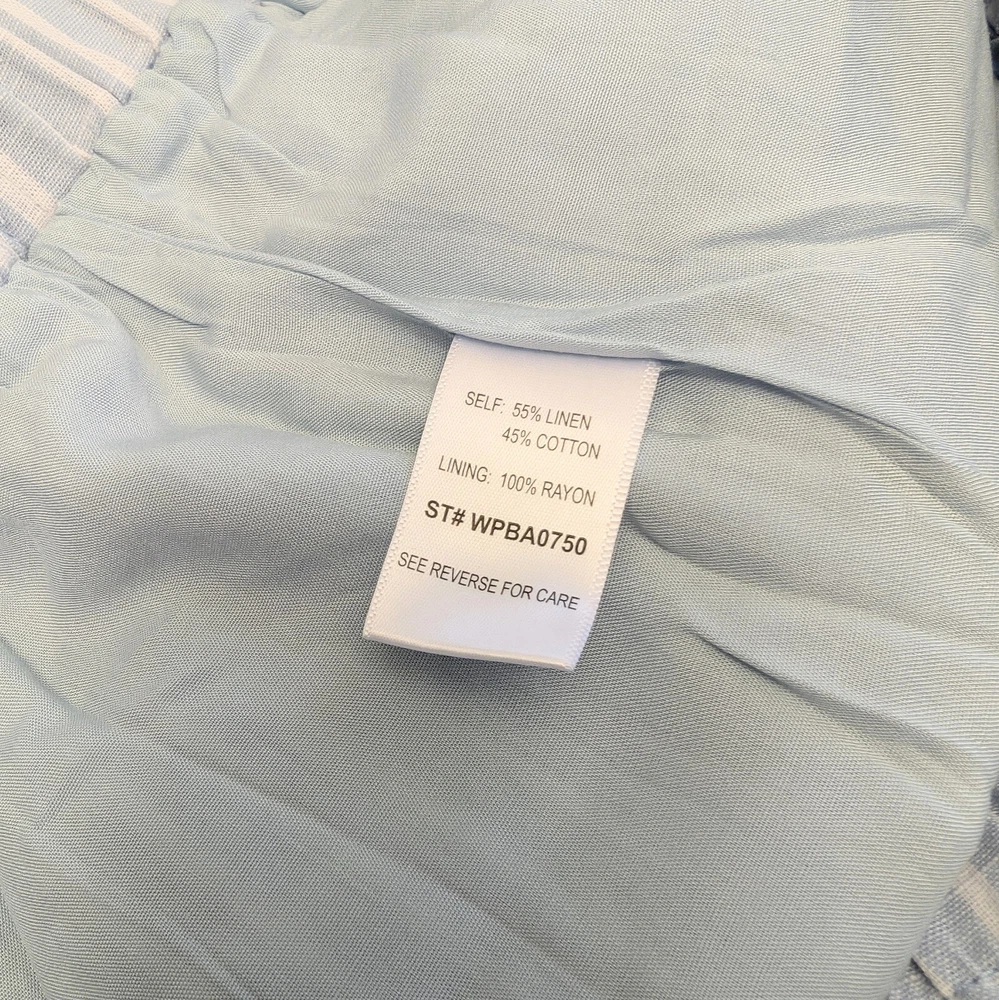 SELF: 55% LINEN
45% COTTON
LINING: 100% RAYON
ST# WPBA0750
SEE REVERSE FOR CARE